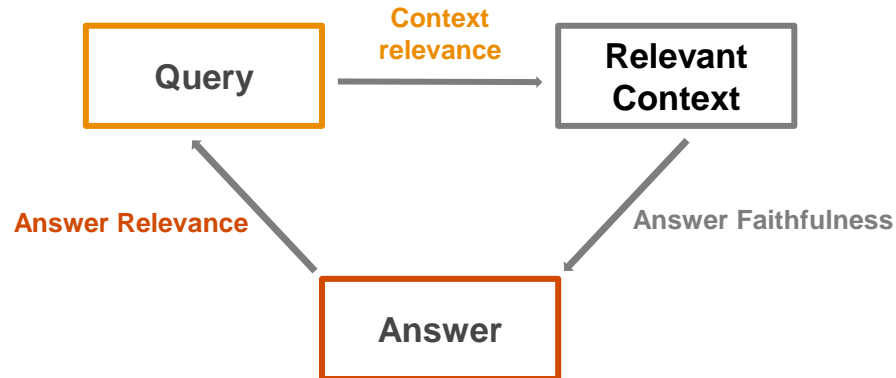 Context
relevance
Query
Relevant
Context
Answer Relevance
Answer Faithfulness
Answer